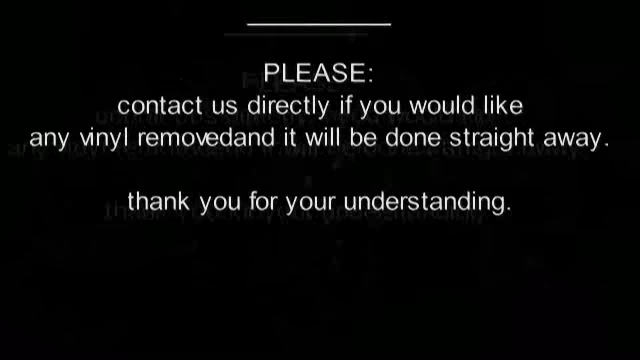 PLEASE:
contact us directly if you would like
any vinyl removedand it will be done straight away.
thank you for your understanding.